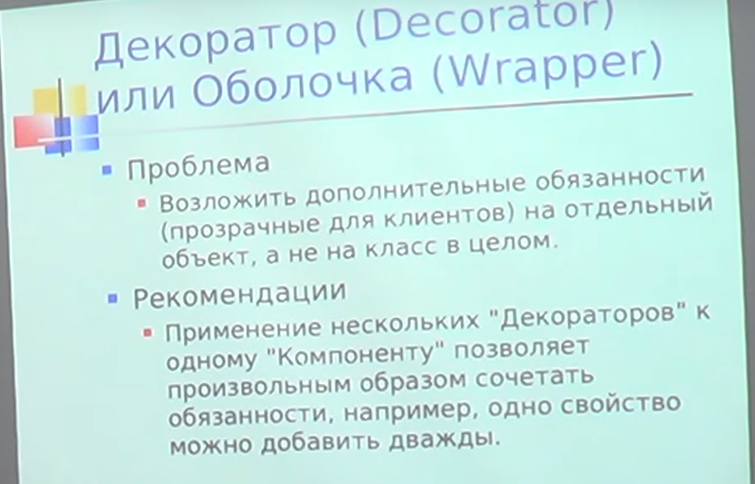 Декоратор (Decorator)
или Оболочка (Wrapper)
Проблема
Возложить дополнительные обязанности
(прозрачные для клиентов) на отдельный
объект, а не на класс в целом.
Рекомендации
Применение нескольких "Декораторов" к
одному "Компоненту" позволяет
произвольным образом сочетать
обязанности, например, одно свойство
можно добавить дважды.